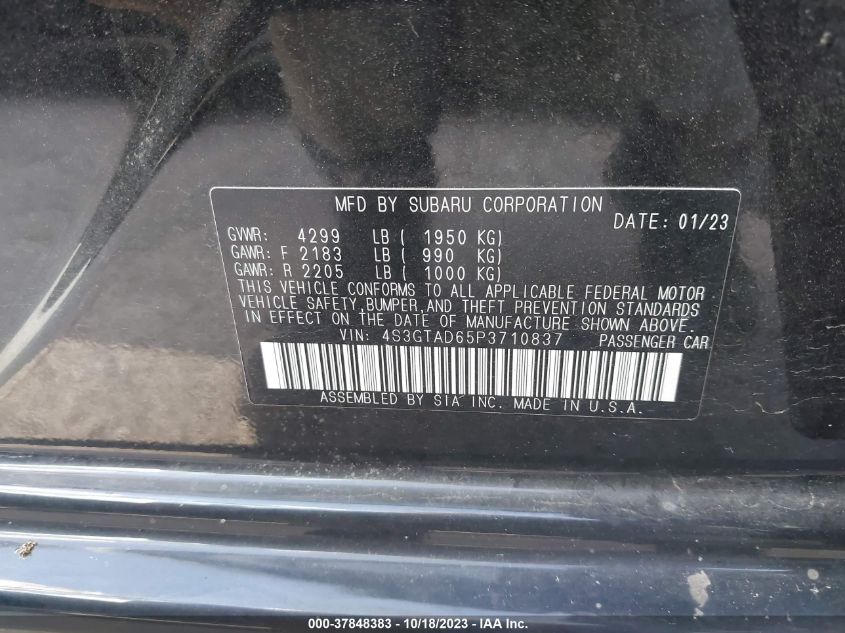 MFD BY SUBARU CORPORATION
DATE: 01/23
GVWR: 4299 LB ( 1950 KG)
GAWR: F 2183 LB ( 990 KG)
GAWR: R 2205 LB ( 1000 KG)
THIS VEHICLE CONFORMS TO ALL APPLICABLE FEDERAL MOTOR
VEHICLE SAFETY,BUMPER,AND THEFT PREVENTION STANDARDS
IN EFFECT ON THE DATE OF MANUFACTURE SHOWN ABOVE.
VIN: 4S3GTAD65P3710837 PASSENGER CAR
ASSEMBLED BY SIA INC. MADE IN U.S.A.
000-37848383 - 10/18/2023 - IAA Inc.